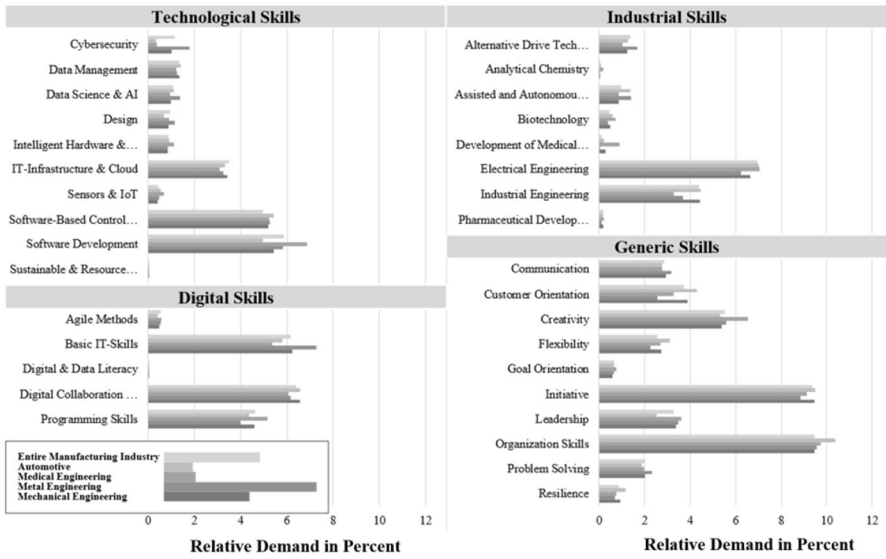 Technological Skills
Cybersecurity
Data Management
Data Science & AI
Design
Intelligent Hardware &…
IT-Infrastructure & Cloud
Sensors & IoT
Software-Based Control…
Software Development
Sustainable & Resource…
Digital Skills
Agile Methods
Basic IT-Skills
Digital & Data Literacy
Digital Collaboration …
Programming Skills
Entire Manufacturing Industry
Automotive
Medical Engineering
Metal Engineering
Mechanical Engineering
0 2 4 6 8 10 12
Relative Demand in Percent
Industrial Skills
Alternative Drive Tech…
Analytical Chemistry
Assisted and Autonomou…
Biotechnology
Development of Medical…
Electrical Engineering
Industrial Engineering
Pharmaceutical Develop…
Generic Skills
Communication
Customer Orientation
Creativity
Flexibility
Goal Orientation
Initiative
Leadership
Organization Skills
Problem Solving
Resilience
0 2 4 6 8 10 12
Relative Demand in Percent